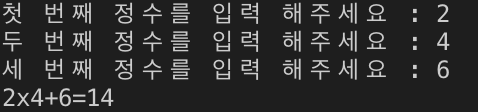 첫 번째 정수를 입력 해주세요 : 2
두 번째 정수를 입력 해주세요 : 4
세 번째 정수를 입력 해주세요 : 6
2x4+6=14